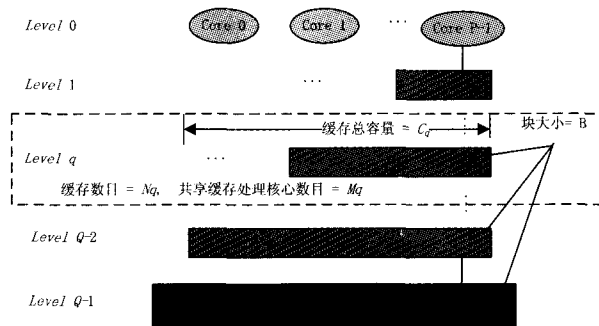 Level 0 Core 0 Core 1 ... Core P-1
Level 1 ...
缓存总容量 = Cq 块大小= B
Level q ...
缓存数目 = Nq, 共享缓存处理核心数目 = Mq
Level Q-2
Level Q-1